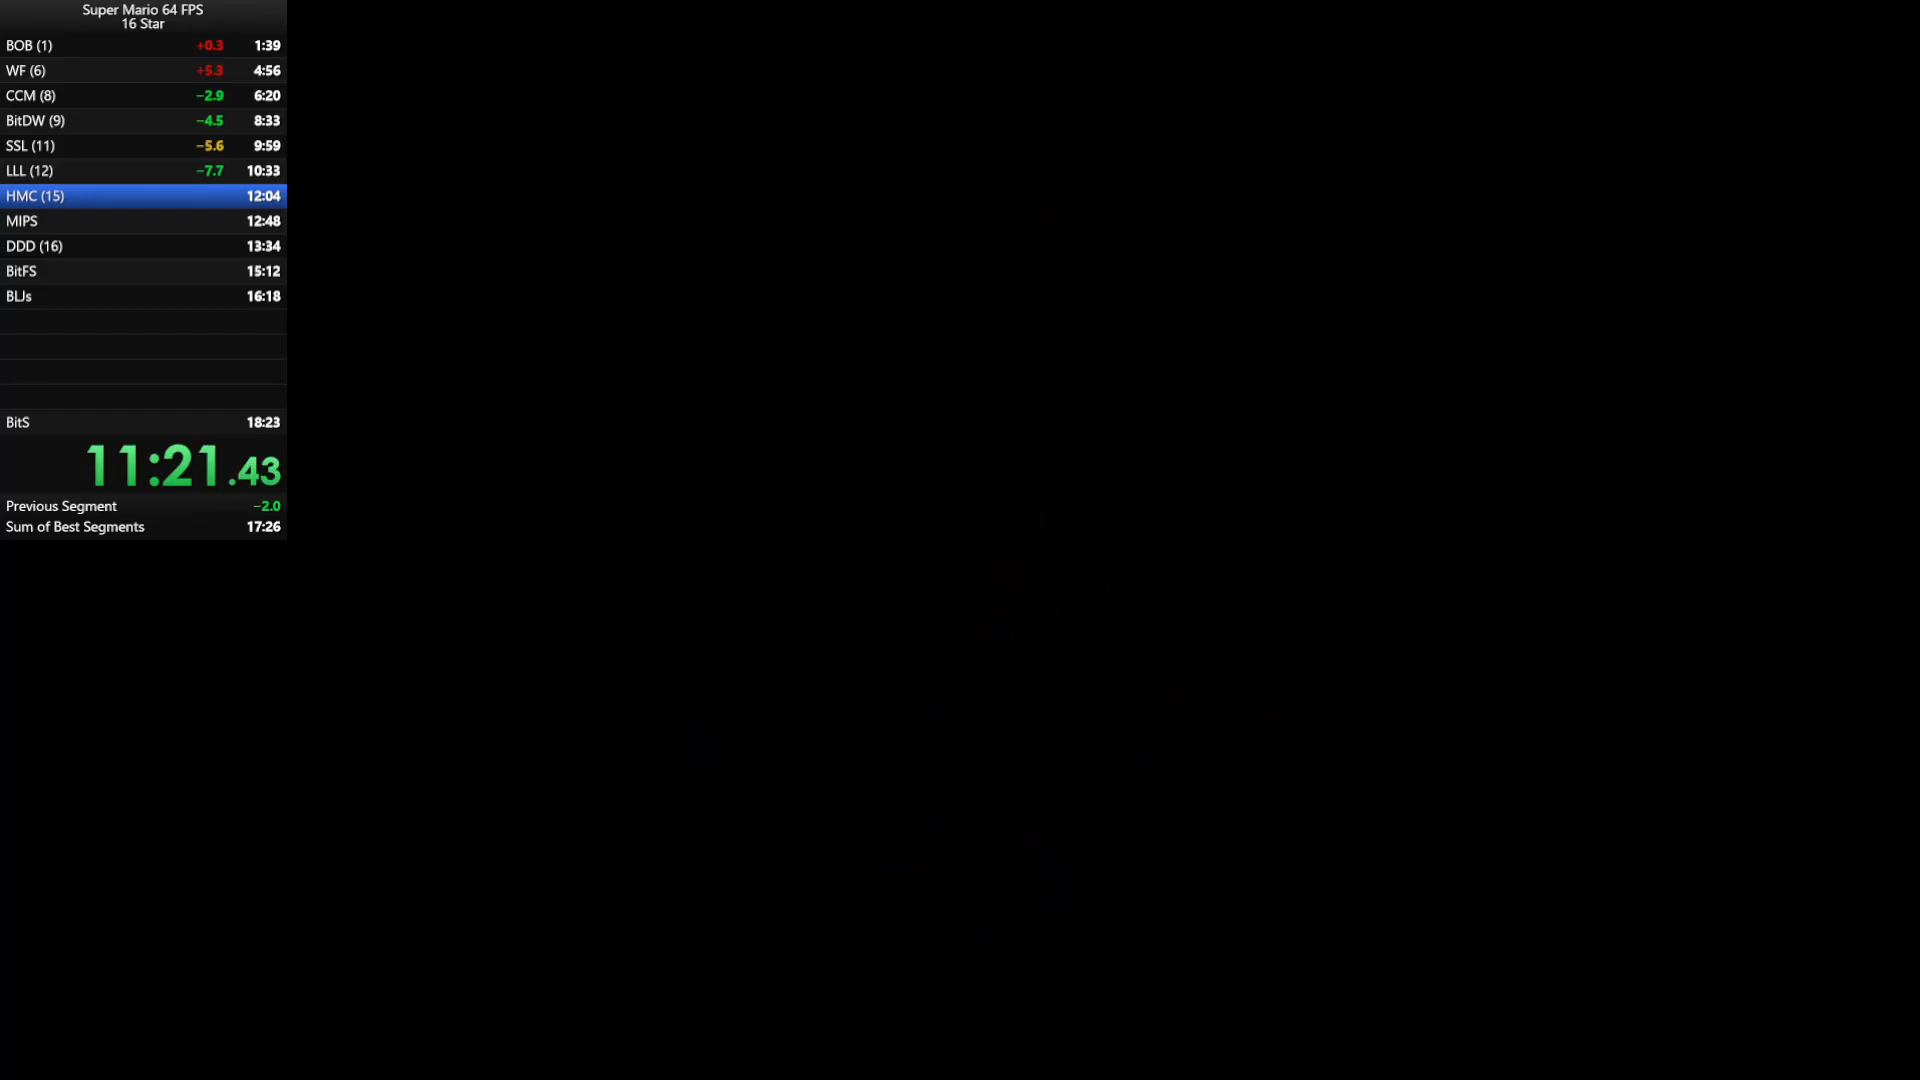 Super Mario 64 FPS
16 Star
BOB (1) +0.3 1:39
WF (6) +5.3 4:56
CCM (8) −2.9 6:20
BitDW (9) −4.5 8:33
SSL (11) −5.6 9:59
LLL (12) −7.7 10:33
HMC (15) 12:04
MIPS 12:48
DDD (16) 13:34
BitFS 15:12
BLJs 16:18
BitS 18:23
11:21.43
Previous Segment −2.0
Sum of Best Segments 17:26